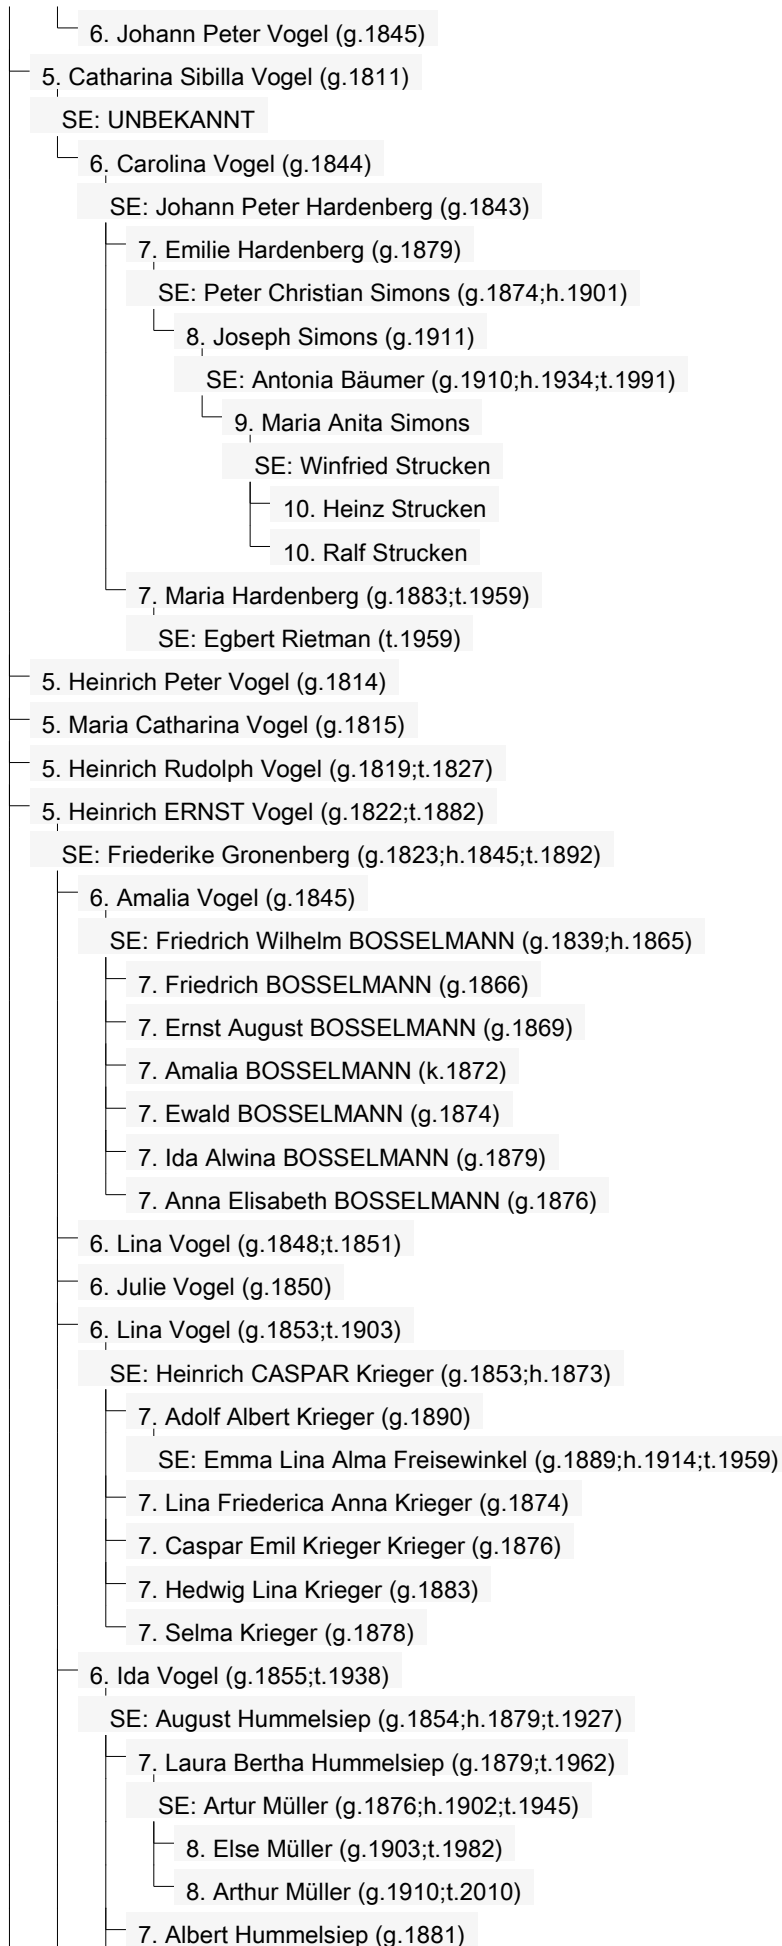 6. Johann Peter Vogel (g.1845)
5. Catharina Sibilla Vogel (g.1811)
SE: UNBEKANNT
6. Carolina Vogel (g.1844)
SE: Johann Peter Hardenberg (g.1843)
7. Emilie Hardenberg (g.1879)
SE: Peter Christian Simons (g.1874;h.1901)
8. Joseph Simons (g.1911)
SE: Antonia Bäumer (g.1910;h.1934;t.1991)
9. Maria Anita Simons
SE: Winfried Strucken
10. Heinz Strucken
10. Ralf Strucken
7. Maria Hardenberg (g.1883;t.1959)
SE: Egbert Rietman (t.1959)
5. Heinrich Peter Vogel (g.1814)
5. Maria Catharina Vogel (g.1815)
5. Heinrich Rudolph Vogel (g.1819;t.1827)
5. Heinrich ERNST Vogel (g.1822;t.1882)
SE: Friederike Gronenberg (g.1823;h.1845;t.1892)
6. Amalia Vogel (g.1845)
SE: Friedrich Wilhelm BOSSELMANN (g.1839;h.1865)
7. Friedrich BOSSELMANN (g.1866)
7. Ernst August BOSSELMANN (g.1869)
7. Amalia BOSSELMANN (k.1872)
7. Ewald BOSSELMANN (g.1874)
7. Ida Alwina BOSSELMANN (g.1879)
7. Anna Elisabeth BOSSELMANN (g.1876)
6. Lina Vogel (g.1848;t.1851)
6. Julie Vogel (g.1850)
6. Lina Vogel (g.1853;t.1903)
SE: Heinrich CASPAR Krieger (g.1853;h.1873)
7. Adolf Albert Krieger (g.1890)
SE: Emma Lina Alma Freisewinkel (g.1889;h.1914;t.1959)
7. Lina Friederica Anna Krieger (g.1874)
7. Caspar Emil Krieger Krieger (g.1876)
7. Hedwig Lina Krieger (g.1883)
7. Selma Krieger (g.1878)
6. Ida Vogel (g.1855;t.1938)
SE: August Hummelsiep (g.1854;h.1879;t.1927)
7. Laura Bertha Hummelsiep (g.1879;t.1962)
SE: Artur Müller (g.1876;h.1902;t.1945)
8. Else Müller (g.1903;t.1982)
8. Arthur Müller (g.1910;t.2010)
7. Albert Hummelsiep (g.1881)